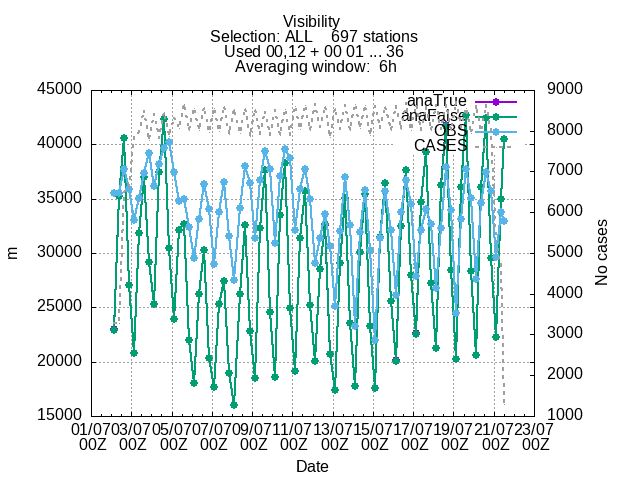 Visibility
Selection: ALL    697 stations
Used 00,12 + 00 01 ... 36
Averaging window:  6h
45000
40000
35000
30000
25000
20000
15000
m
9000
8000
7000
6000
5000
4000
3000
2000
1000
No cases
anaTrue
anaFalse
OBS
CASES
01/07 03/07 05/07 07/07 09/07 11/07 13/07 15/07 17/07 19/07 21/07 23/07
00Z 00Z 00Z 00Z 00Z 00Z 00Z 00Z 00Z 00Z 00Z 00Z
Date